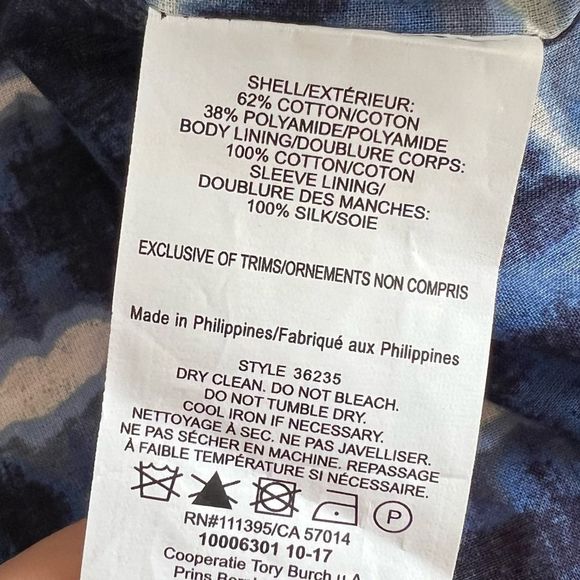 SHELL/EXTÉRIEUR:
62% COTTON/COTON
38% POLYAMIDE/POLYAMIDE
BODY LINING/DOUBLURE CORPS:
100% COTTON/COTON
SLEEVE LINING/
DOUBLURE DES MANCHES:
100% SILK/SOIE
EXCLUSIVE OF TRIMS/ORNEMENTS NON COMPRIS
Made in Philippines/Fabriqué aux Philippines
STYLE 36235
DRY CLEAN. DO NOT BLEACH.
DO NOT TUMBLE DRY.
COOL IRON IF NECESSARY.
NETTOYAGE À SEC. NE PAS JAVELLISER.
NE PAS SÉCHER EN MACHINE. REPASSAGE
À FAIBLE TEMPÉRATURE SI NÉCESSAIRE.
P
RN#111395/CA 57014
10006301 10-17
Cooperatie Tory Burch u.A.
Prins